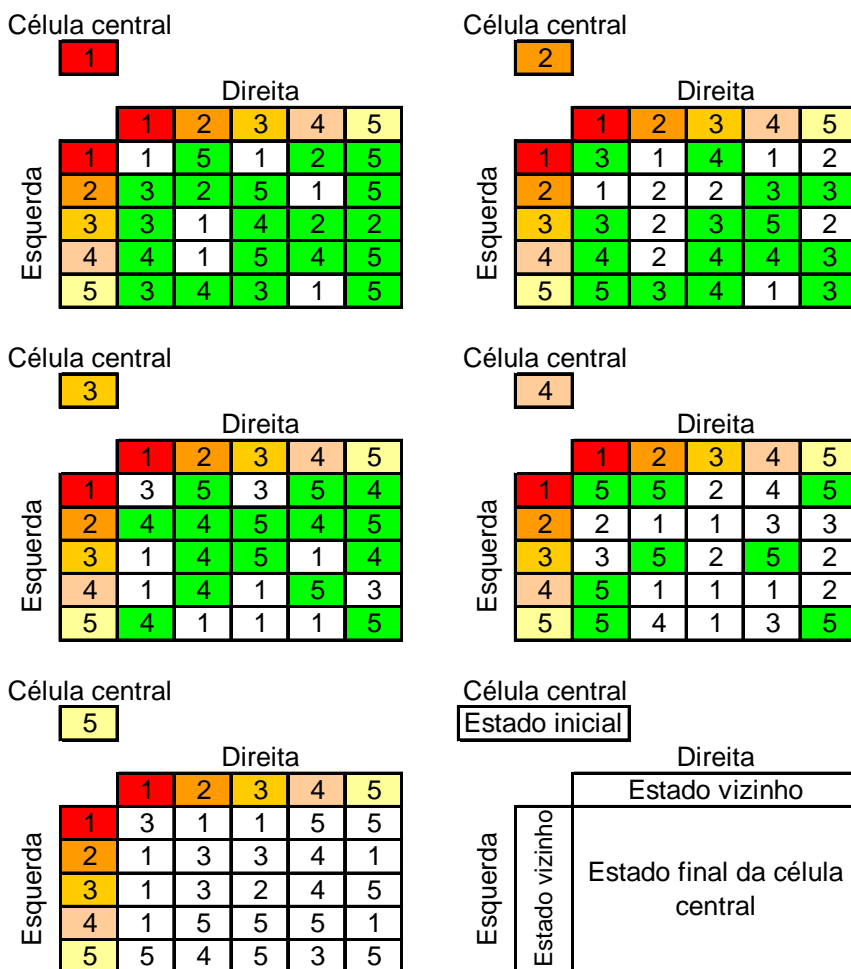 Célula central
1
Direita
Esquerda
1 2 3 4 5
1 1 5 1 2 5
2 3 2 5 1 5
3 3 1 4 2 2
4 4 1 5 4 5
5 3 4 3 1 5
Célula central
2
Direita
Esquerda
1 2 3 4 5
1 3 1 4 1 2
2 1 2 2 3 3
3 3 2 3 5 2
4 4 2 4 4 3
5 5 3 4 1 3
Célula central
3
Direita
Esquerda
1 2 3 4 5
1 3 5 3 5 4
2 4 4 5 4 5
3 1 4 5 1 4
4 1 4 1 5 3
5 4 1 1 1 5
Célula central
4
Direita
Esquerda
1 2 3 4 5
1 5 5 2 4 5
2 2 1 1 3 3
3 3 5 2 5 2
4 5 1 1 1 2
5 5 4 1 3 5
Célula central
5
Direita
Esquerda
1 2 3 4 5
1 3 1 1 5 5
2 1 3 3 4 1
3 1 3 2 4 5
4 1 5 5 5 1
5 5 4 5 3 5
Célula central
Estado inicial
Direita
Estado vizinho
Esquerda
Estado vizinho
Estado final da célula
central